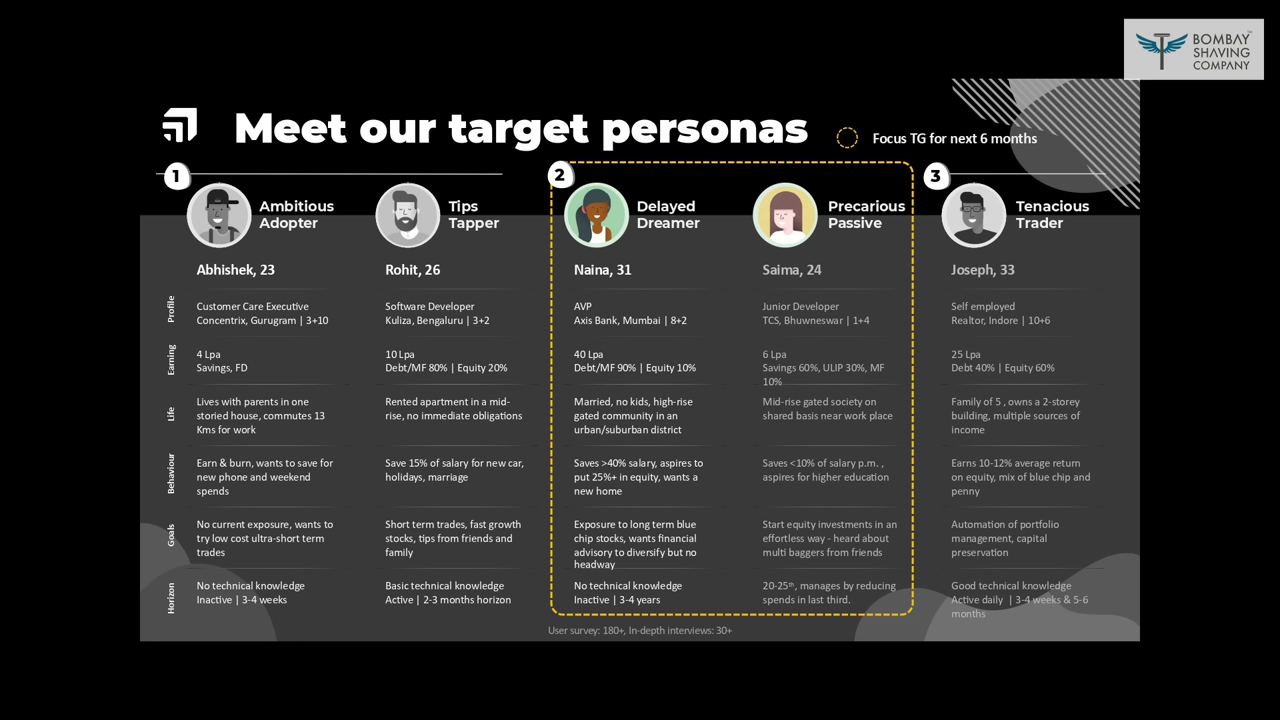 BOMBAY
SHAVING
COMPANY
Meet our target personas
Focus TG for next 6 months
1
Ambitious
Adopter
Tips
Tapper
2
Delayed
Dreamer
Precarious
Passive
3
Tenacious
Trader
Abhishek, 23
Rohit, 26
Naina, 31
Saima, 24
Joseph, 33
Profile
Customer Care Executive
Concentrix, Gurugram | 3+10
Software Developer
Kuliza, Bengaluru | 3+2
AVP
Axis Bank, Mumbai | 8+2
Junior Developer
TCS, Bhuwneswar | 1+4
Self employed
Realtor, Indore | 10+6
Earning
4 Lpa
Savings, FD
10 Lpa
Debt/MF 80% | Equity 20%
40 Lpa
Debt/MF 90% | Equity 10%
6 Lpa
Savings 60%, ULIP 30%, MF
10%
25 Lpa
Debt 40% | Equity 60%
Life
Lives with parents in one
storied house, commutes 13
Kms for work
Rented apartment in a mid-
rise, no immediate obligations
Married, no kids, high-rise
gated community in an
urban/suburban district
Mid-rise gated society on
shared basis near work place
Family of 5 , owns a 2-storey
building, multiple sources of
income
Behaviour
Earn & burn, wants to save for
new phone and weekend
spends
Save 15% of salary for new car,
holidays, marriage
Saves >40% salary, aspires to
put 25%+ in equity, wants a
new home
Saves <10% of salary p.m. ,
aspires for higher education
Earns 10-12% average return
on equity, mix of blue chip and
penny
Goals
No current exposure, wants to
try low cost ultra-short term
trades
Short term trades, fast growth
stocks, tips from friends and
family
Exposure to long term blue
chip stocks, wants financial
advisory to diversify but no
headway
Start equity investments in an
effortless way - heard about
multi baggers from friends
Automation of portfolio
management, capital
preservation
Horizon
No technical knowledge
Inactive | 3-4 weeks
Basic technical knowledge
Active | 2-3 months horizon
No technical knowledge
Inactive | 3-4 years
20-25th, manages by reducing
spends in last third.
Good technical knowledge
Active daily | 3-4 weeks & 5-6
months
User survey: 180+, In-depth interviews: 30+